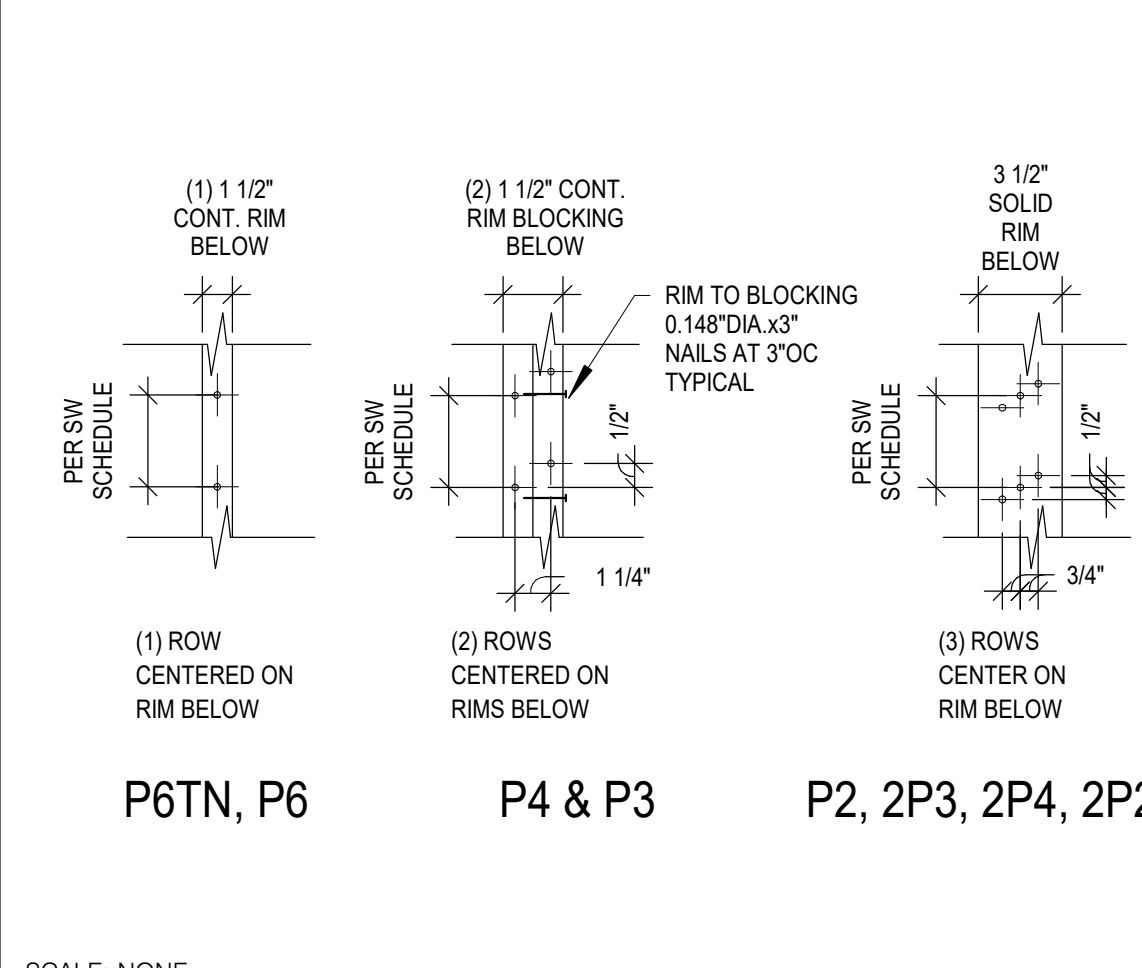 (1) 1 1/2"
CONT. RIM
BELOW
PER SW
SCHEDULE
(1) ROW
CENTERED ON
RIM BELOW
P6TN, P6
(2) 1 1/2" CONT.
RIM BLOCKING
BELOW
RIM TO BLOCKING
0.148"DIA.x3"
NAILS AT 3"OC
TYPICAL
PER SW
SCHEDULE
1/2"
1 1/4"
(2) ROWS
CENTERED ON
RIMS BELOW
P4 & P3
3 1/2"
SOLID
RIM
BELOW
PER SW
SCHEDULE
1/2"
3/4"
(3) ROWS
CENTER ON
RIM BELOW
P2, 2P3, 2P4, 2P2
SCALE: NONE